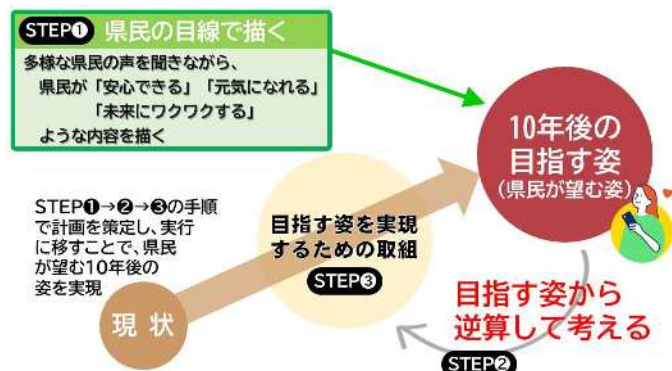 STEP❶ 県民の目線で描く
多様な県民の声を聞きながら、
県民が「安心できる」「元気になれる」
「未来にワクワクする」
ような内容を描く
10年後の
目指す姿
(県民が望む姿)
STEP❶→❷→❸の手順
で計画を策定し、実行
に移すことで、県民
が望む10年後の
姿を実現
目指す姿を実現
するための取組
STEP❸
現 状
目指す姿から
逆算して考える
STEP❷